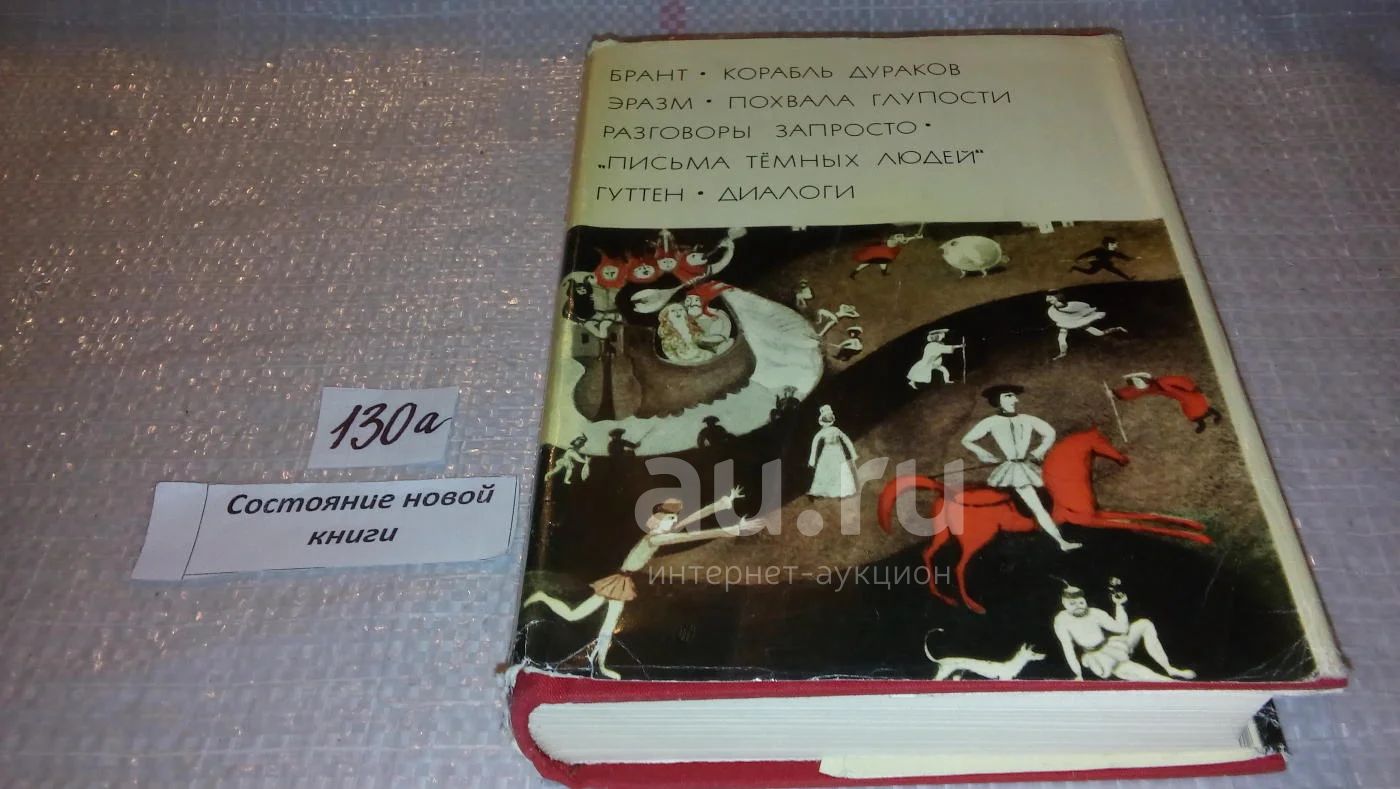 БРАНТ • КОРАБЛЬ ДУРАКОВ
ЭРАЗМ • ПОХВАЛА ГЛУПОСТИ
РАЗГОВОРЫ ЗАПРОСТО •
„ПИСЬМА ТЁМНЫХ ЛЮДЕЙ“
ГУТТЕН • ДИАЛОГИ
130а
Состояние новой
книги
au.ru
интернет-аукцион